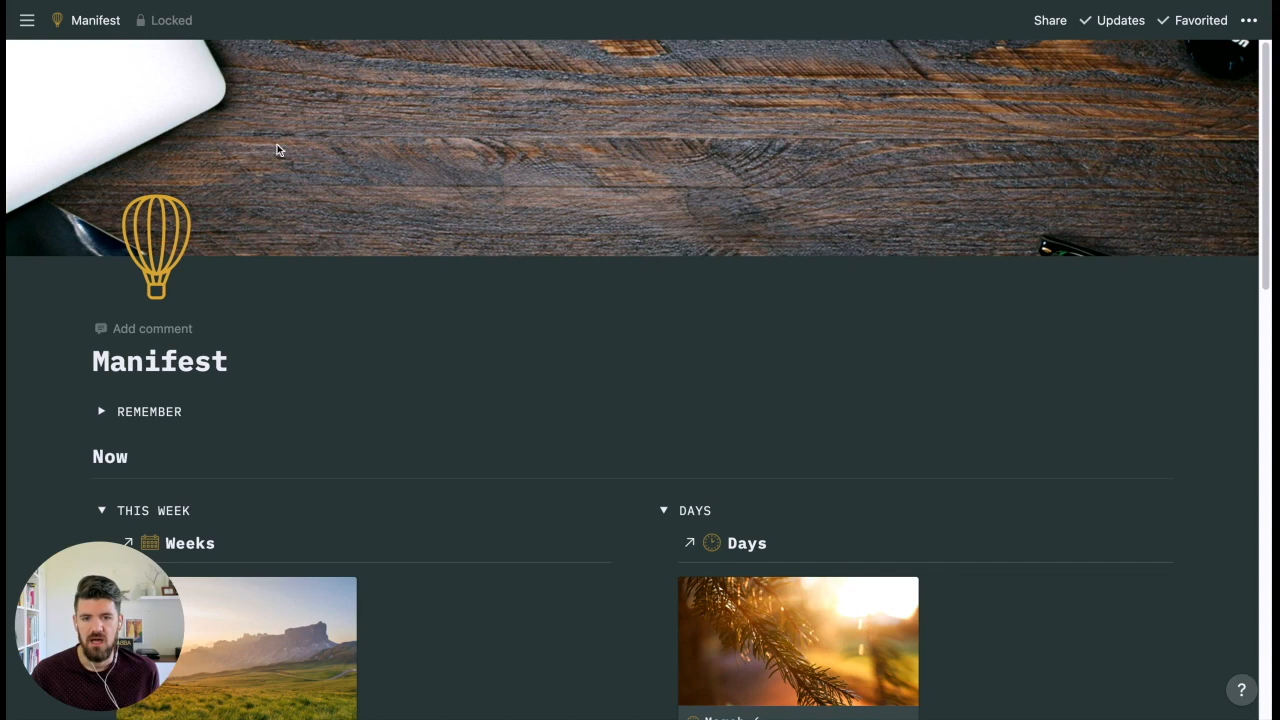 Manifest Locked Share Updates Favorited
Add comment
Manifest
REMEMBER
Now
THIS WEEK DAYS
Weeks Days
?